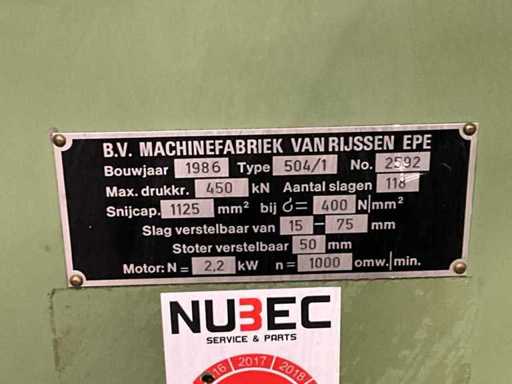 B.V. MACHINEFABRIEK VAN RIJSSEN EPE
Bouwjaar 1986 Type 504/1 No. 2592
Max. drukkr. 450 kN Aantal slagen 118
Snijcap. 1125 mm² bij σ= 400 N/mm²
Slag verstelbaar van 15 – 75 mm
Stoter verstelbaar 50 mm
Motor: N = 2,2 kW n = 1000 omw./min.
NUBEC
SERVICE & PARTS
2017 2018